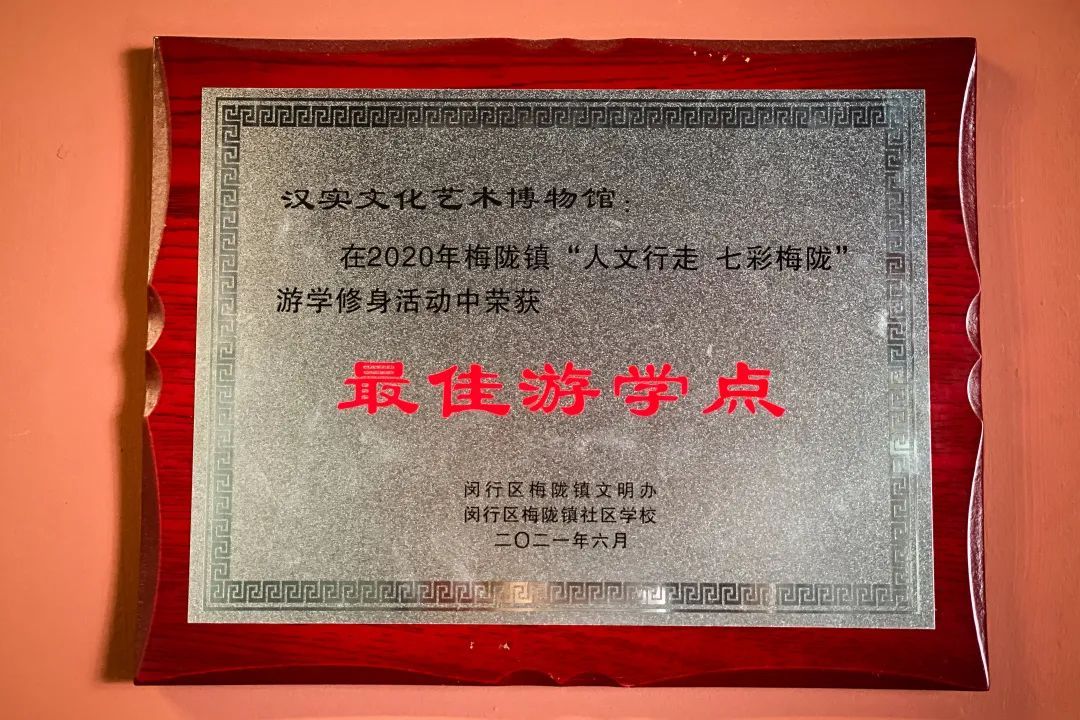 汉实文化艺术博物馆：
在2020年梅陇镇“人文行走 七彩梅陇”
游学修身活动中荣获
最佳游学点
闵行区梅陇镇文明办
闵行区梅陇镇社区学校
二〇二一年六月